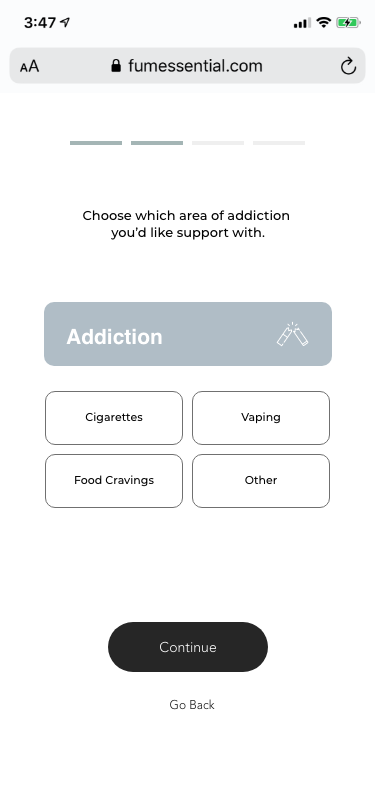 3:47
AA fumessential.com
Choose which area of addiction
you’d like support with.
Addiction
Cigarettes Vaping
Food Cravings Other
Continue
Go Back